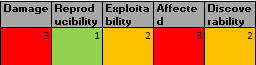 Damage Reprod Exploita Affecte Discove
ucibility bility d rability
3 1 2 3 2